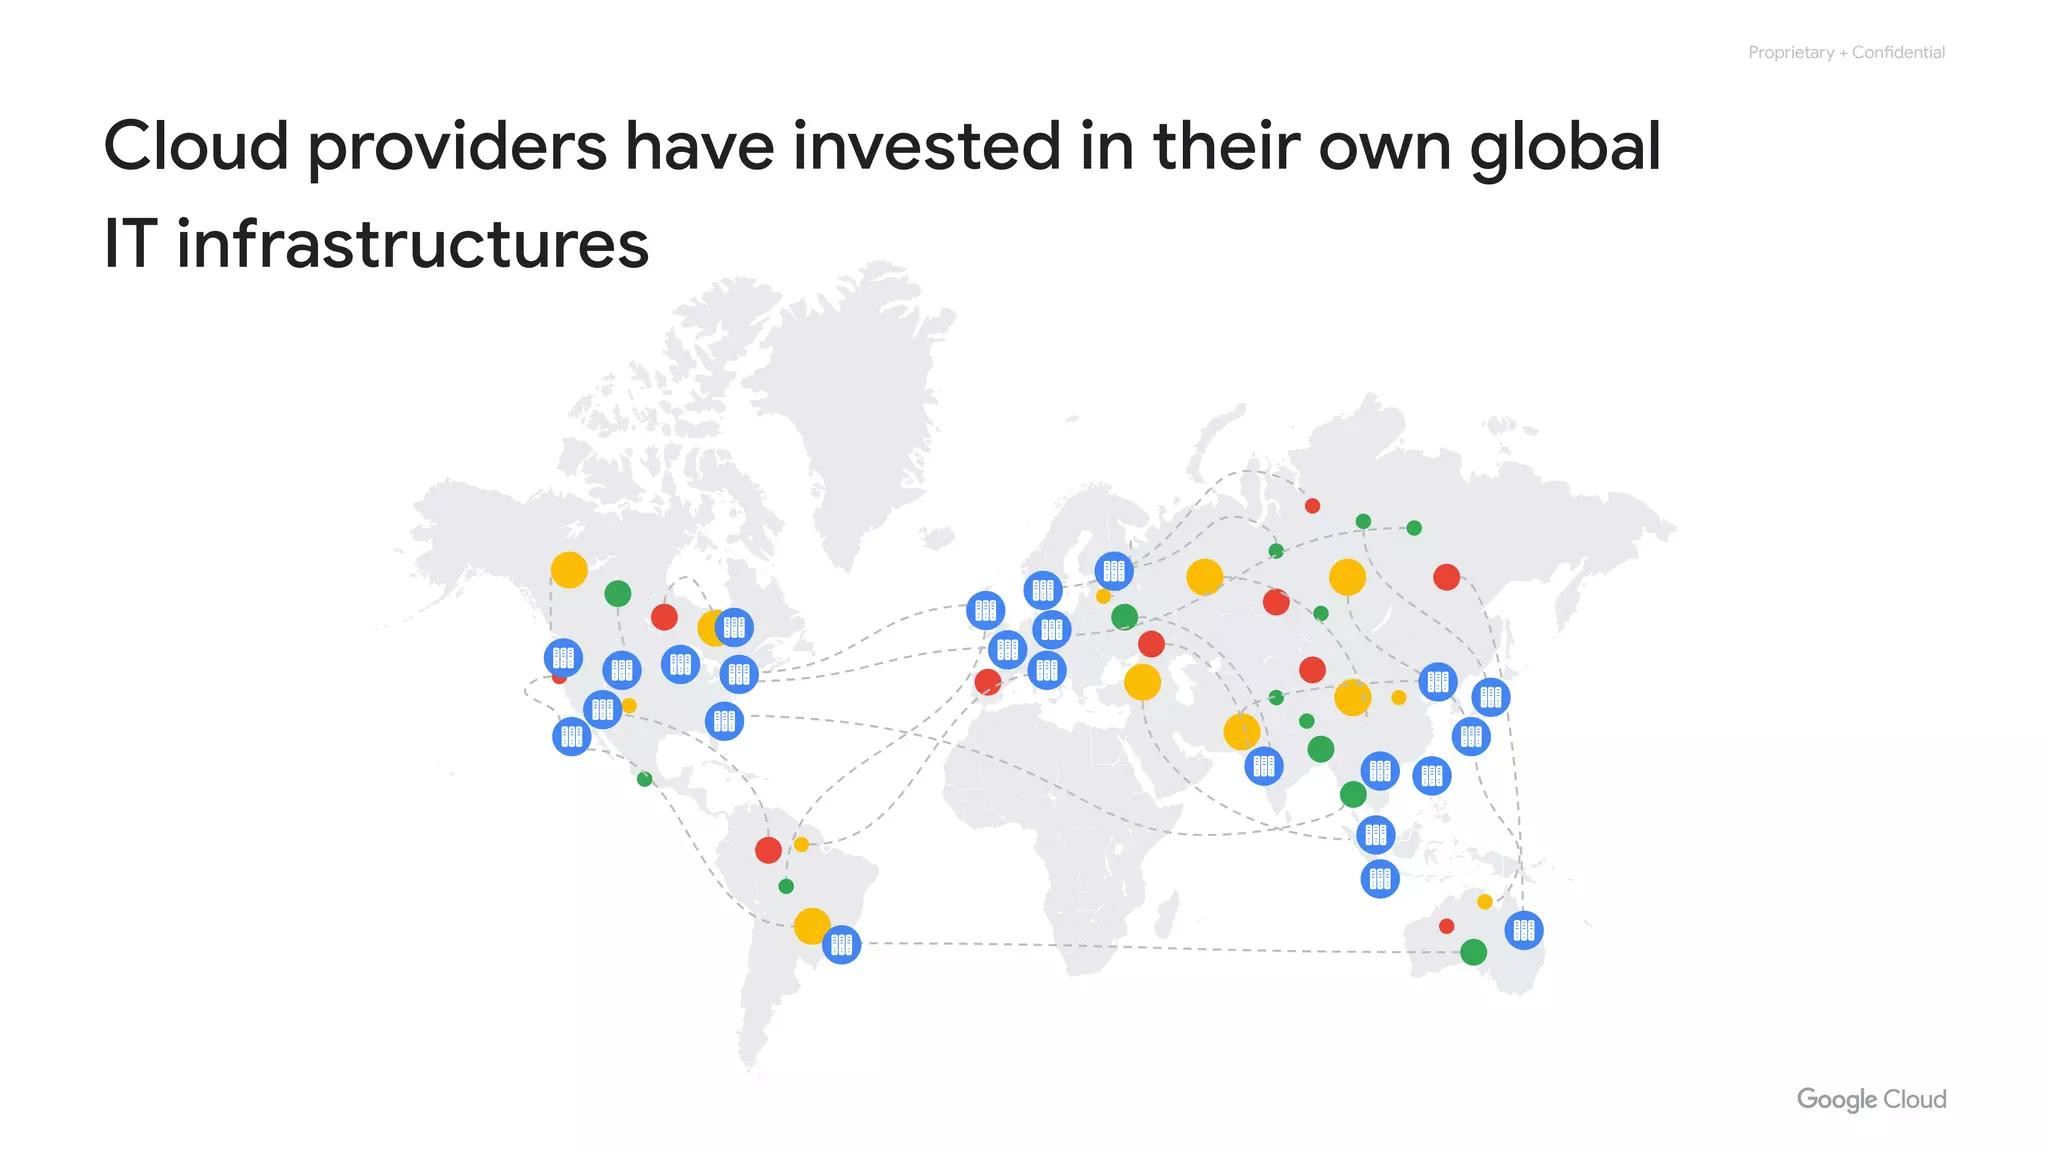 Proprietary + Confidential
Cloud providers have invested in their own global
IT infrastructures
Google Cloud